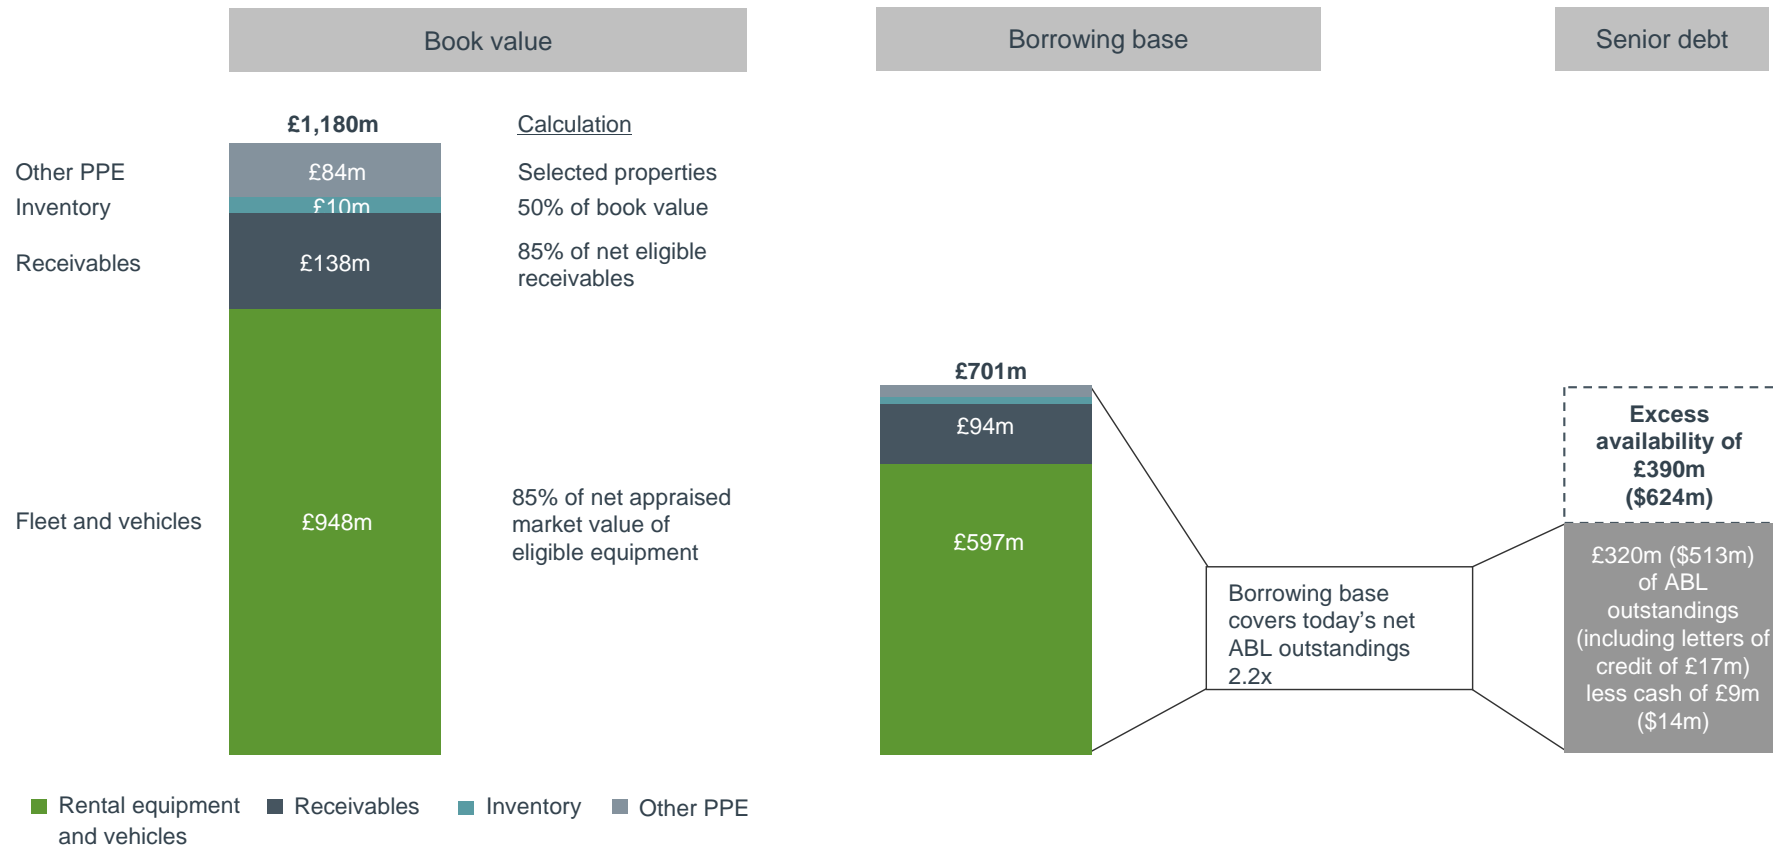 Book value
Borrowing base
Senior debt
£1,180m
Calculation
Other PPE
£84m
Selected properties
Inventory
£10m
50% of book value
Receivables
£138m
85% of net eligible
receivables
Fleet and vehicles
£948m
85% of net appraised
market value of
eligible equipment
£701m
£94m
£597m
Borrowing base
covers today’s net
ABL outstandings
2.2x
Excess
availability of
£390m
($624m)
£320m ($513m)
of ABL
outstandings
(including letters of
credit of £17m)
less cash of £9m
($14m)
Rental equipment
and vehicles
Receivables
Inventory
Other PPE